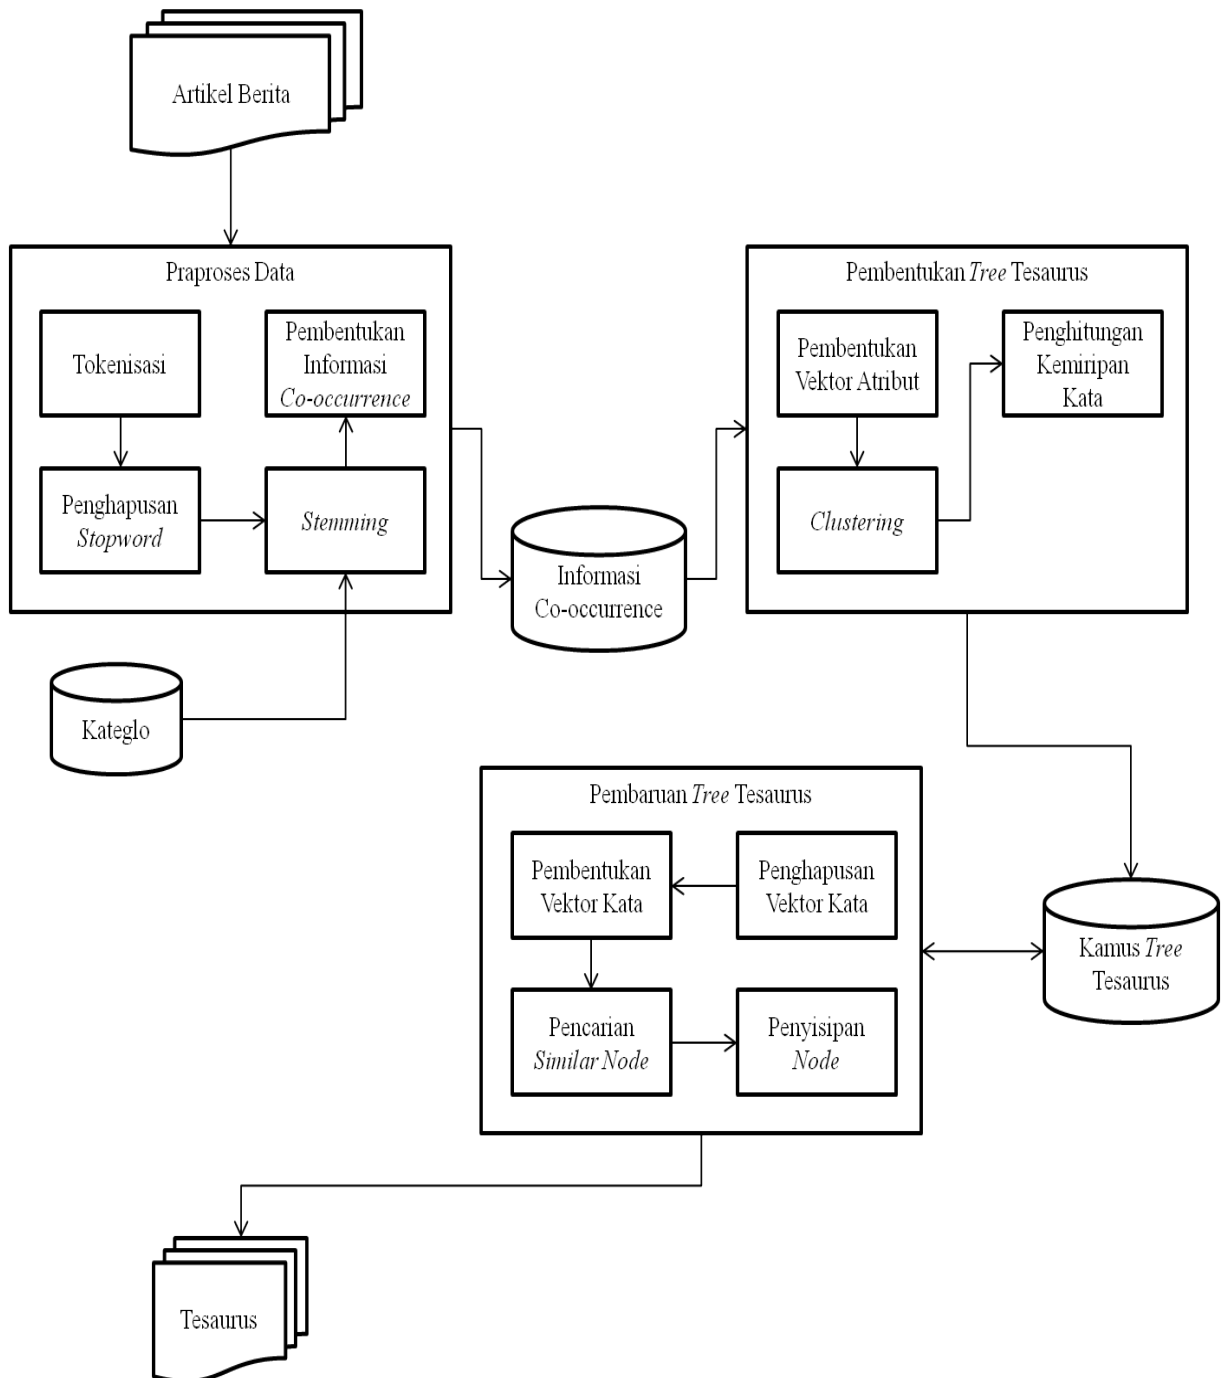 Artikel Berita
Praproses Data
Tokenisasi
Pembentukan
Informasi
Co-occurrence
Penghapusan
Stopword
Stemming
Kateglo
Informasi
Co-occurrence
Pembentukan Tree Tesaurus
Pembentukan
Vektor Atribut
Penghitungan
Kemiripan
Kata
Clustering
Pembaruan Tree Tesaurus
Pembentukan
Vektor Kata
Penghapusan
Vektor Kata
Pencarian
Similar Node
Penyisipan
Node
Kamus Tree
Tesaurus
Tesaurus